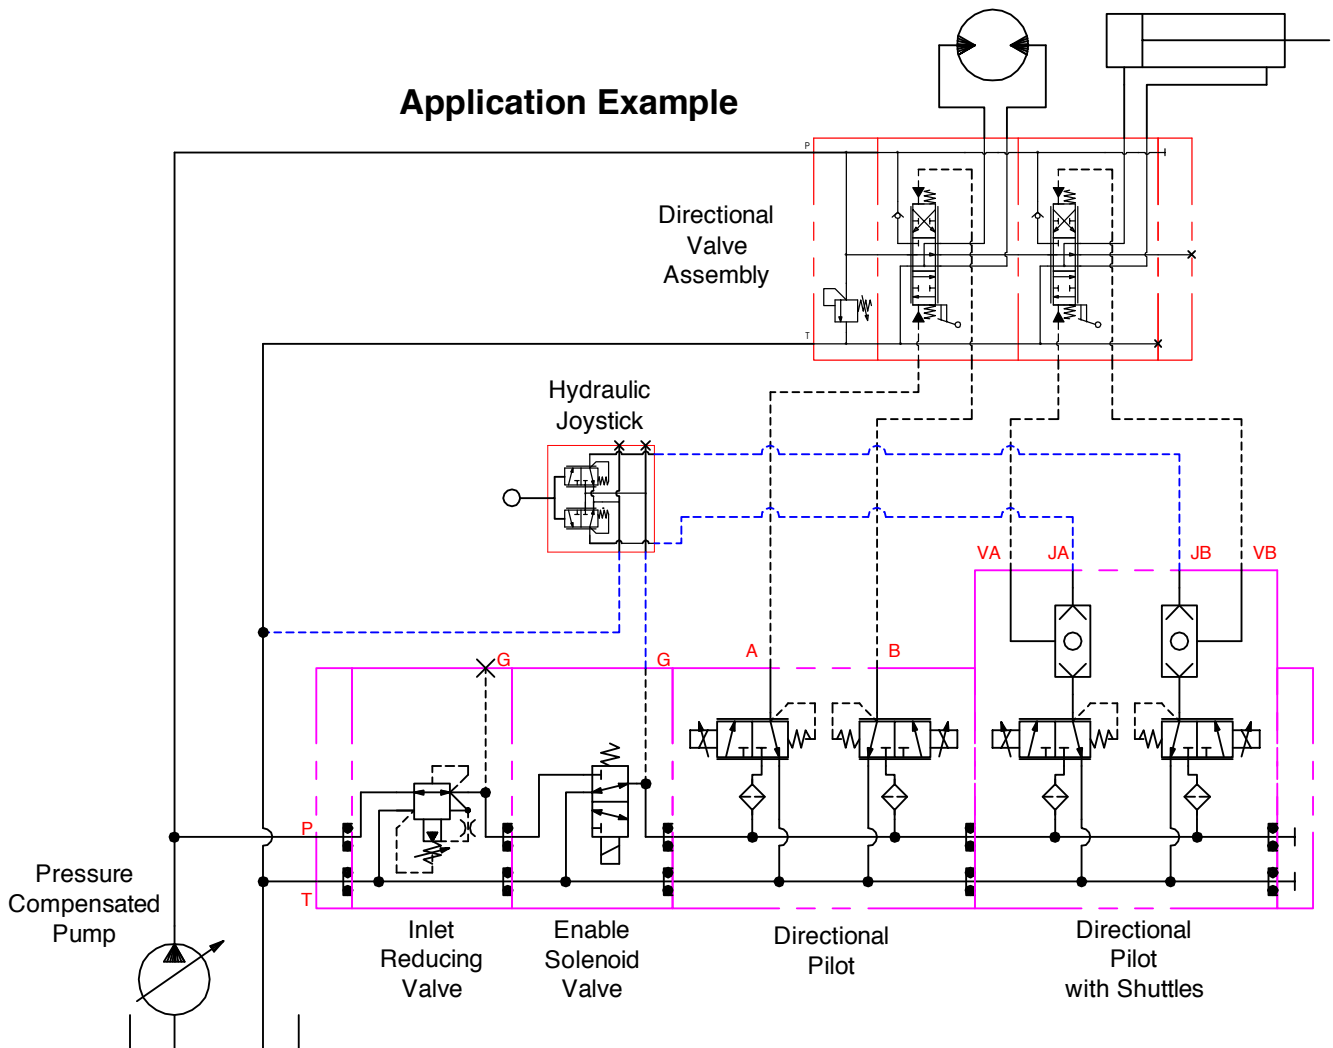 Application Example
P
Directional
Valve
Assembly
T
Hydraulic
Joystick
VA
JA
JB
VB
A
B
G
G
P
T
Pressure
Compensated
Pump
Inlet
Reducing
Valve
Enable
Solenoid
Valve
Directional
Pilot
Directional
Pilot
with Shuttles